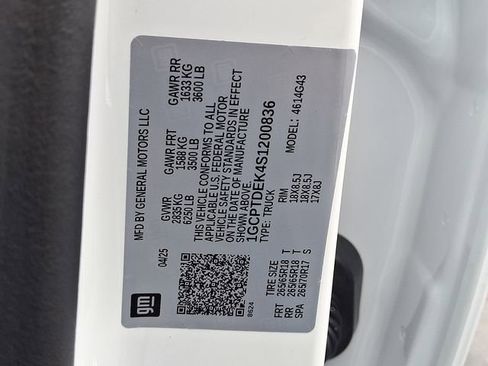 gm
MFD BY GENERAL MOTORS LLC
04/25
GVWR
2835 KG
6250 LB
GAWR FRT
1588 KG
3500 LB
GAWR RR
1633 KG
3600 LB
THIS VEHICLE CONFORMS TO ALL
APPLICABLE U.S. FEDERAL MOTOR
VEHICLE SAFETY STANDARDS IN EFFECT
ON THE DATE OF MANUFACTURE
SHOWN ABOVE.
1GCPTDEK4S1200836
TYPE: TRUCK
MODEL: 4614G43
8624
TIRE SIZE RIM
FRT 265/65R18 T 18X8.5J
RR 265/65R18 T 18X8.5J
SPA 265/70R17 S 17X8J